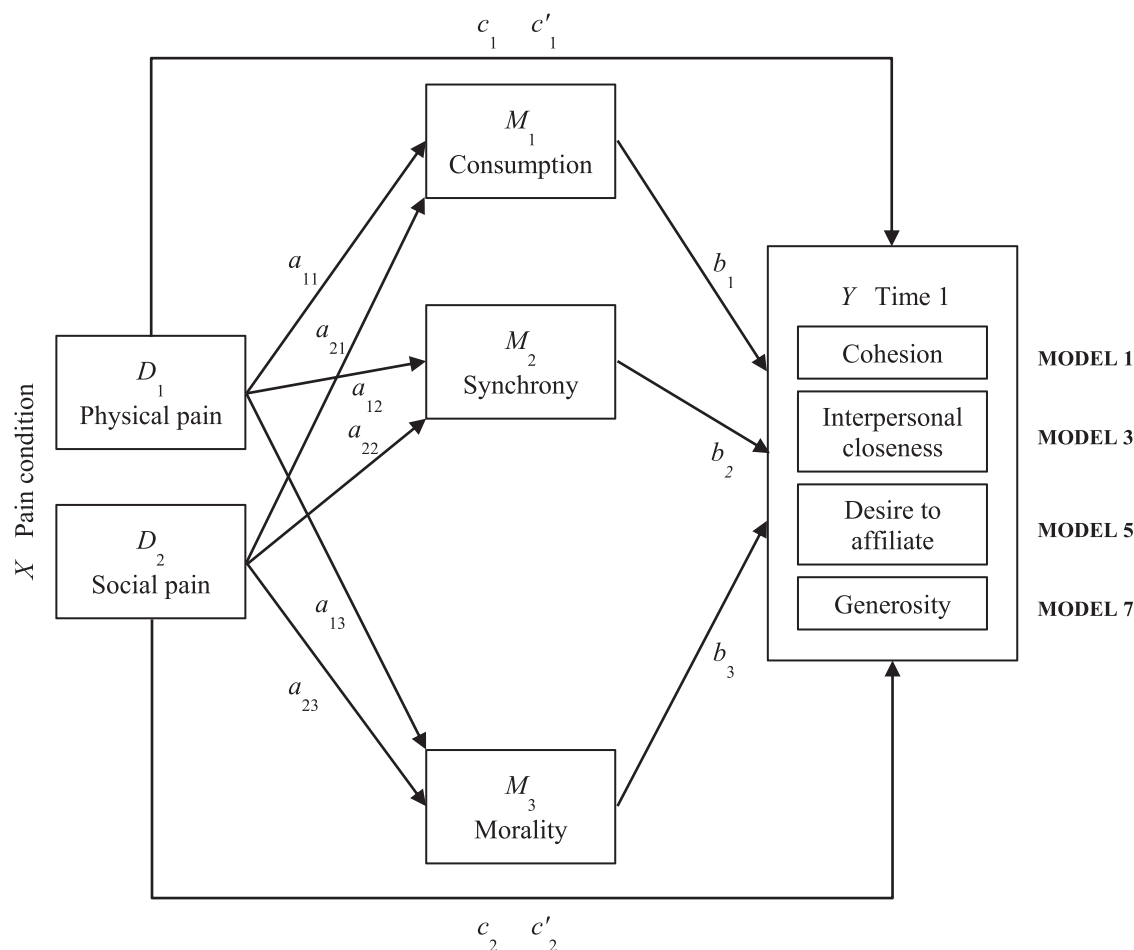 c₁ c′₁
M₁
Consumption
a₁₁
b₁
Y Time 1
a₂₁
M₂
Synchrony
Cohesion
MODEL 1
D₁
Physical pain
a₁₂
a₂₂
Interpersonal
closeness
MODEL 3
b₂
X Pain condition
D₂
Social pain
Desire to
affiliate
MODEL 5
a₁₃
Generosity
MODEL 7
b₃
a₂₃
M₃
Morality
c₂ c′₂